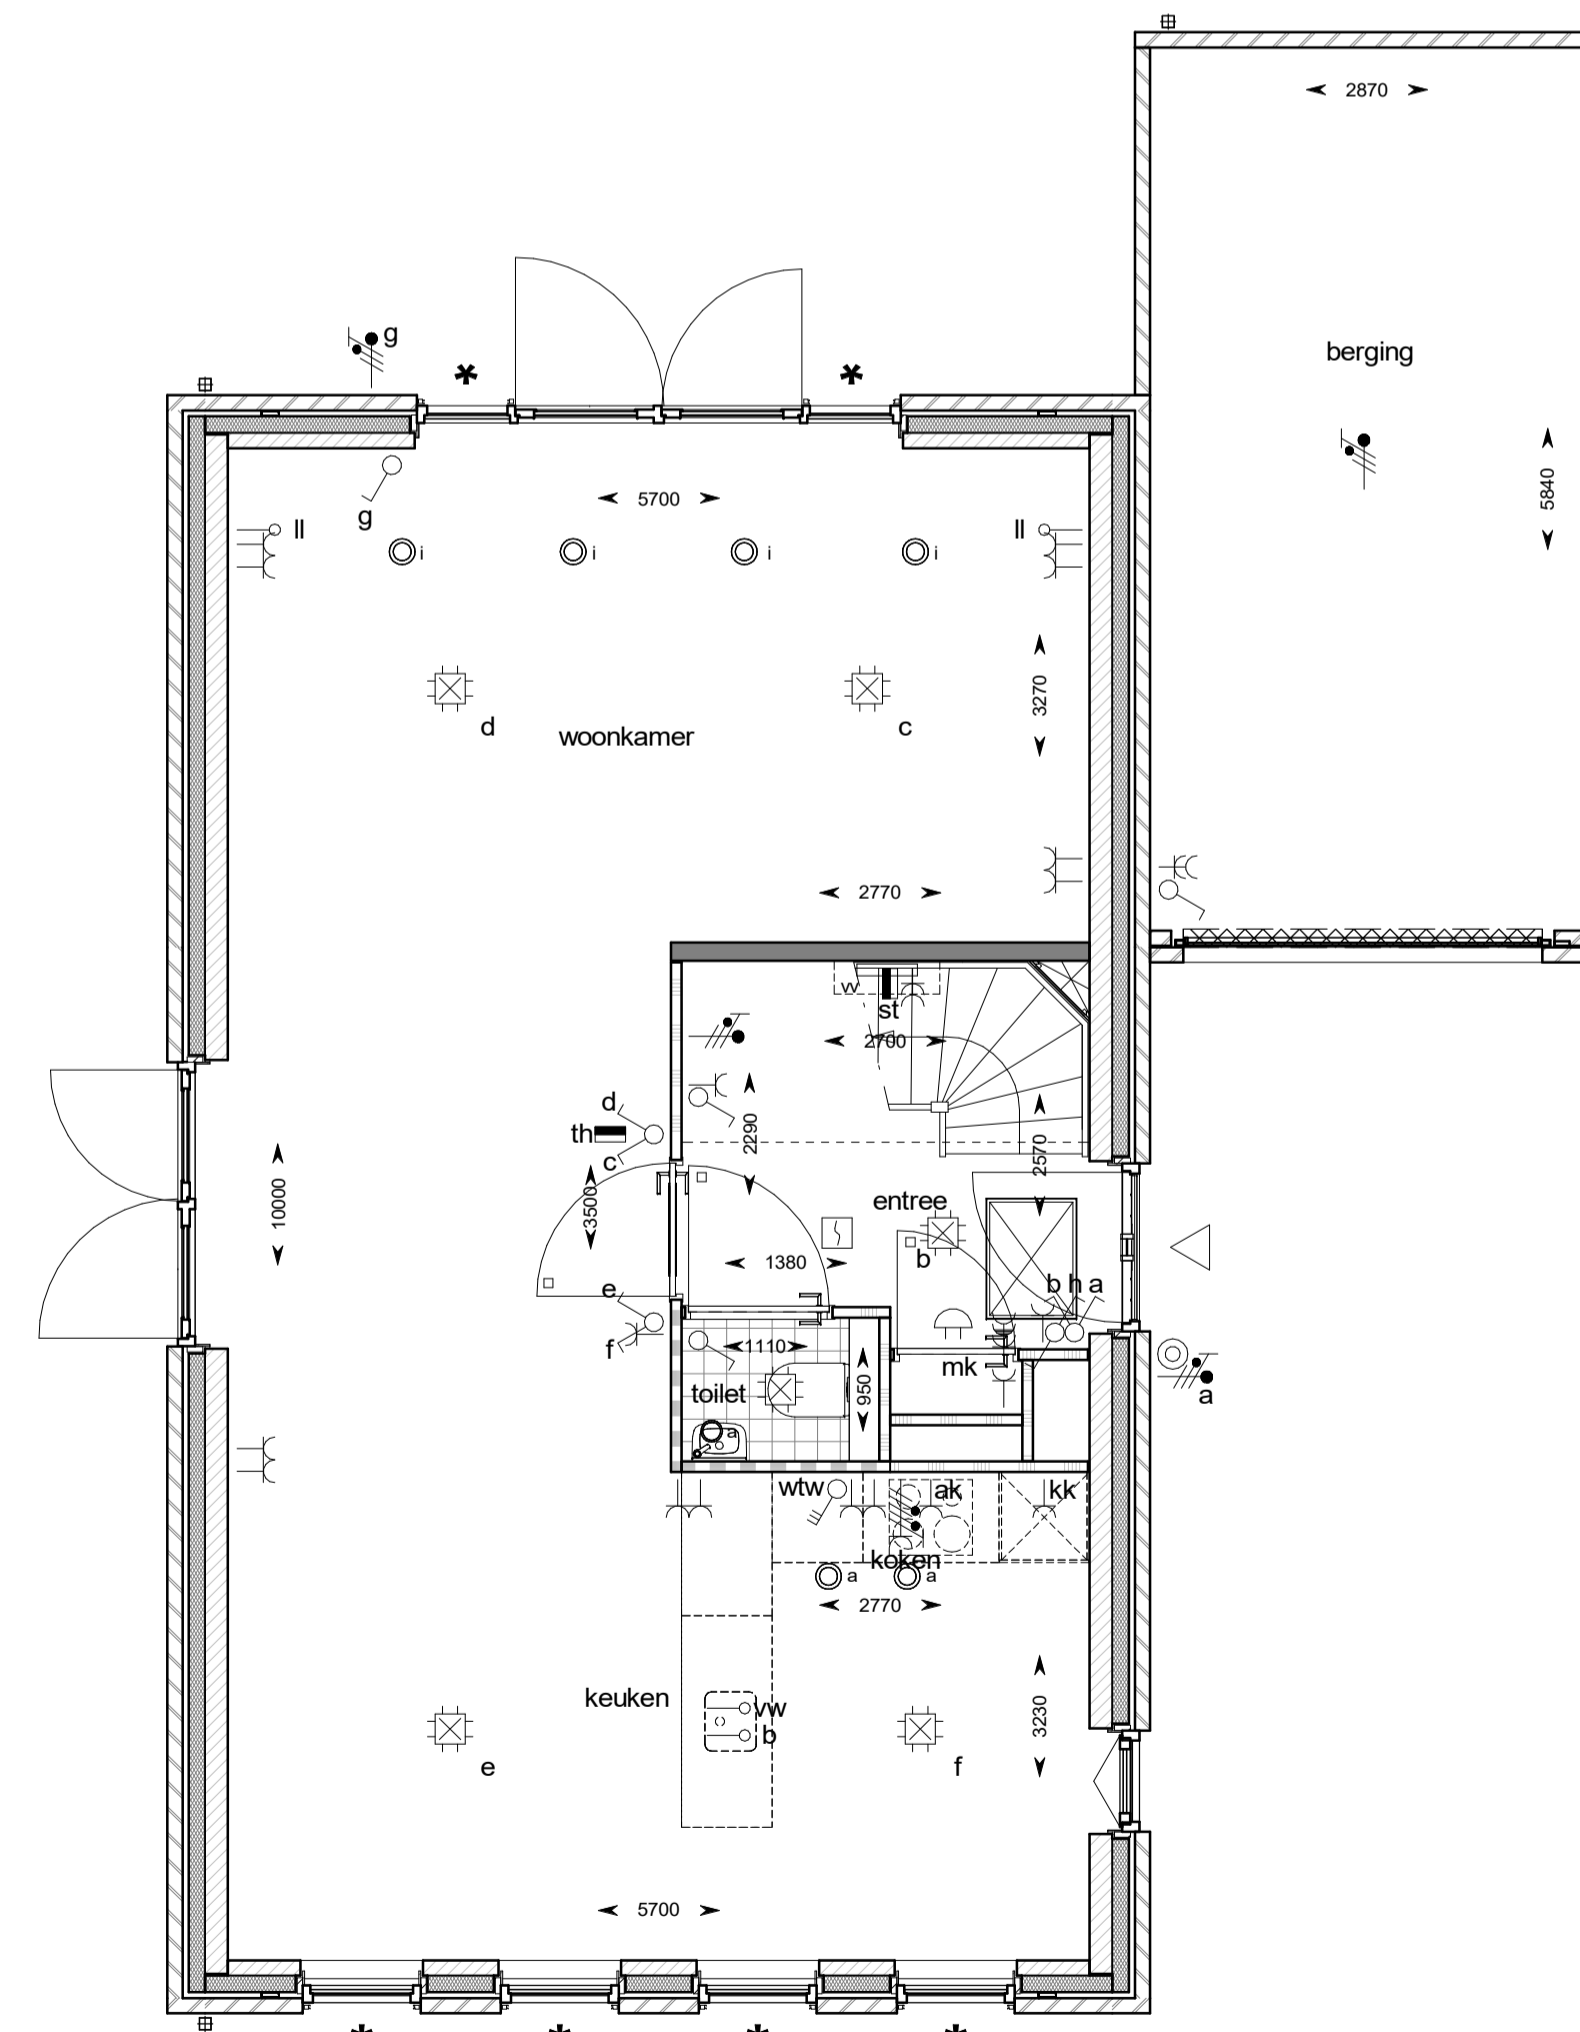 2870
g
*
*
berging
5840
g
5700
ll
ll
i
i
i
i
3270
d
woonkamer
c
2770
vv
st
2700
d
th
c
2290
2570
3500
10000
entree
b
1380
b h a
e
f
1110
mk
950
toilet
a
a
wtw
ak
kk
koken
a
a
2770
keuken
vw
b
3230
e
f
5700
*
*
*
*